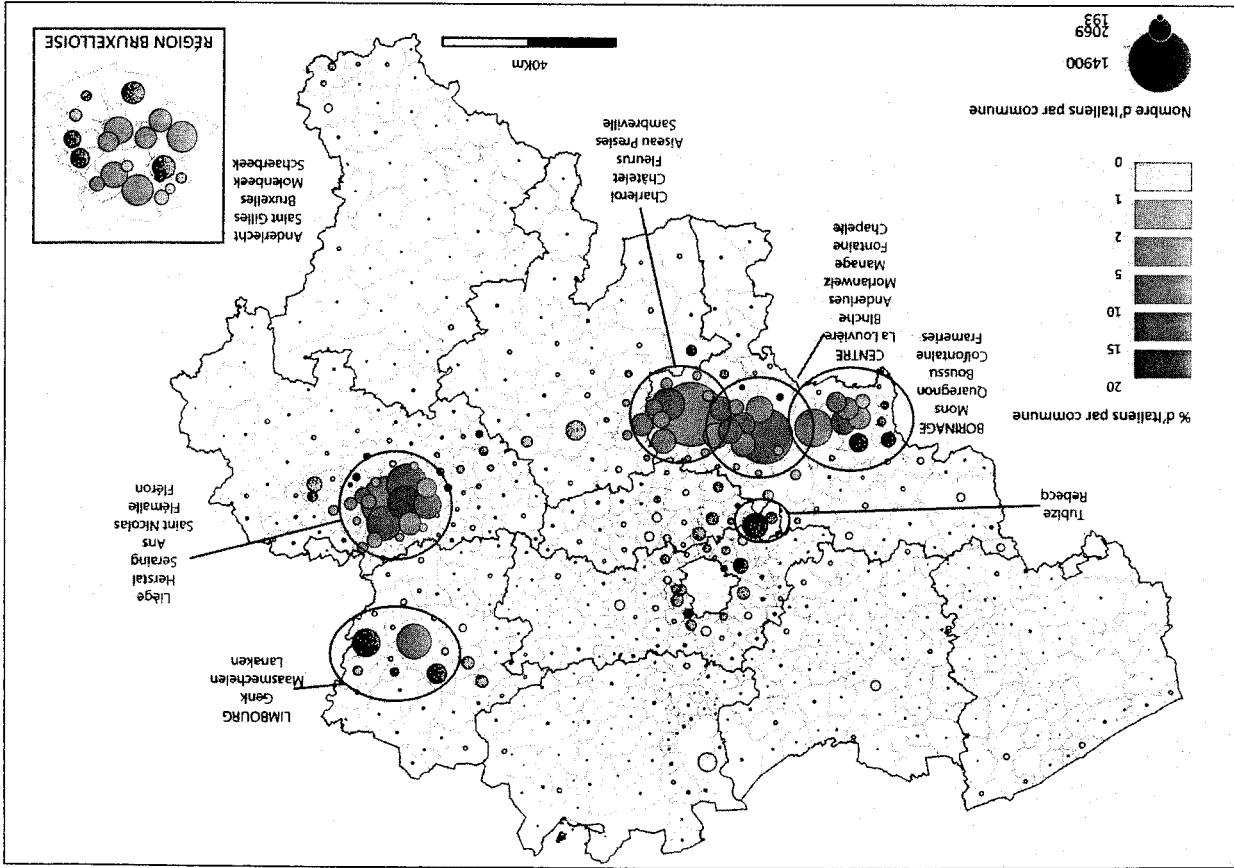 LIMBOURG
Genk
Maasmechelen
Lanaken
Liège
Herstal
Seraing
Ans
Saint Nicolas
Flémalle
Fléron
Tubize
Rebecq
BORINAGE
Mons
Quaregnon
Boussu
Colfontaine
Frameries
CENTRE
La Louvière
Binche
Anderlues
Morlanwelz
Manage
Fontaine
Chapelle
Charleroi
Châtelet
Fleurus
Aiseau Presles
Sambreville
% d'Italiens par commune
20
15
10
5
2
1
0
Nombre d'Italiens par commune
14900
2069
193
Anderlecht
Saint Gilles
Bruxelles
Molenbeek
Schaerbeek
40Km
RÉGION BRUXELLOISE